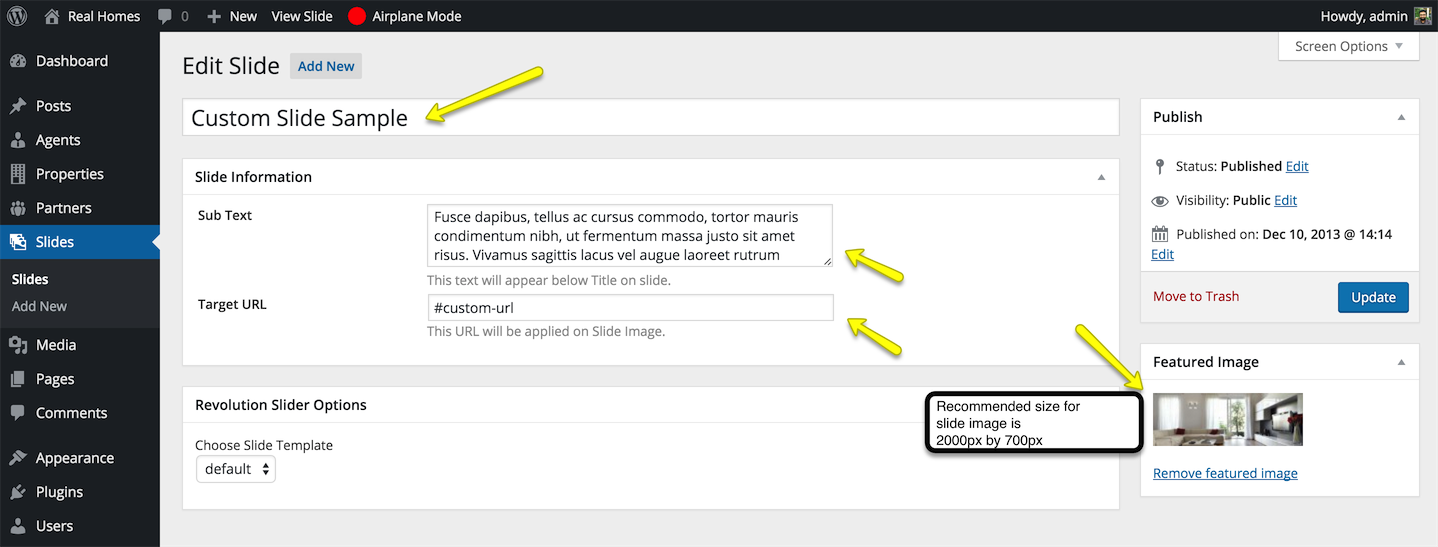 Real Homes 0 New View Slide Airplane Mode Howdy, admin
Screen Options
Dashboard
Posts
Agents
Properties
Partners
Slides
Slides
Add New
Media
Pages
Comments
Appearance
Plugins
Users
Edit Slide Add New
Custom Slide Sample
Slide Information
Sub Text
Fusce dapibus, tellus ac cursus commodo, tortor mauris
condimentum nibh, ut fermentum massa justo sit amet
risus. Vivamus sagittis lacus vel augue laoreet rutrum
This text will appear below Title on slide.
Target URL
#custom-url
This URL will be applied on Slide Image.
Revolution Slider Options
Choose Slide Template
default
Recommended size for
slide image is
2000px by 700px
Publish
Status: Published Edit
Visibility: Public Edit
Published on: Dec 10, 2013 @ 14:14
Edit
Move to Trash Update
Featured Image
Remove featured image